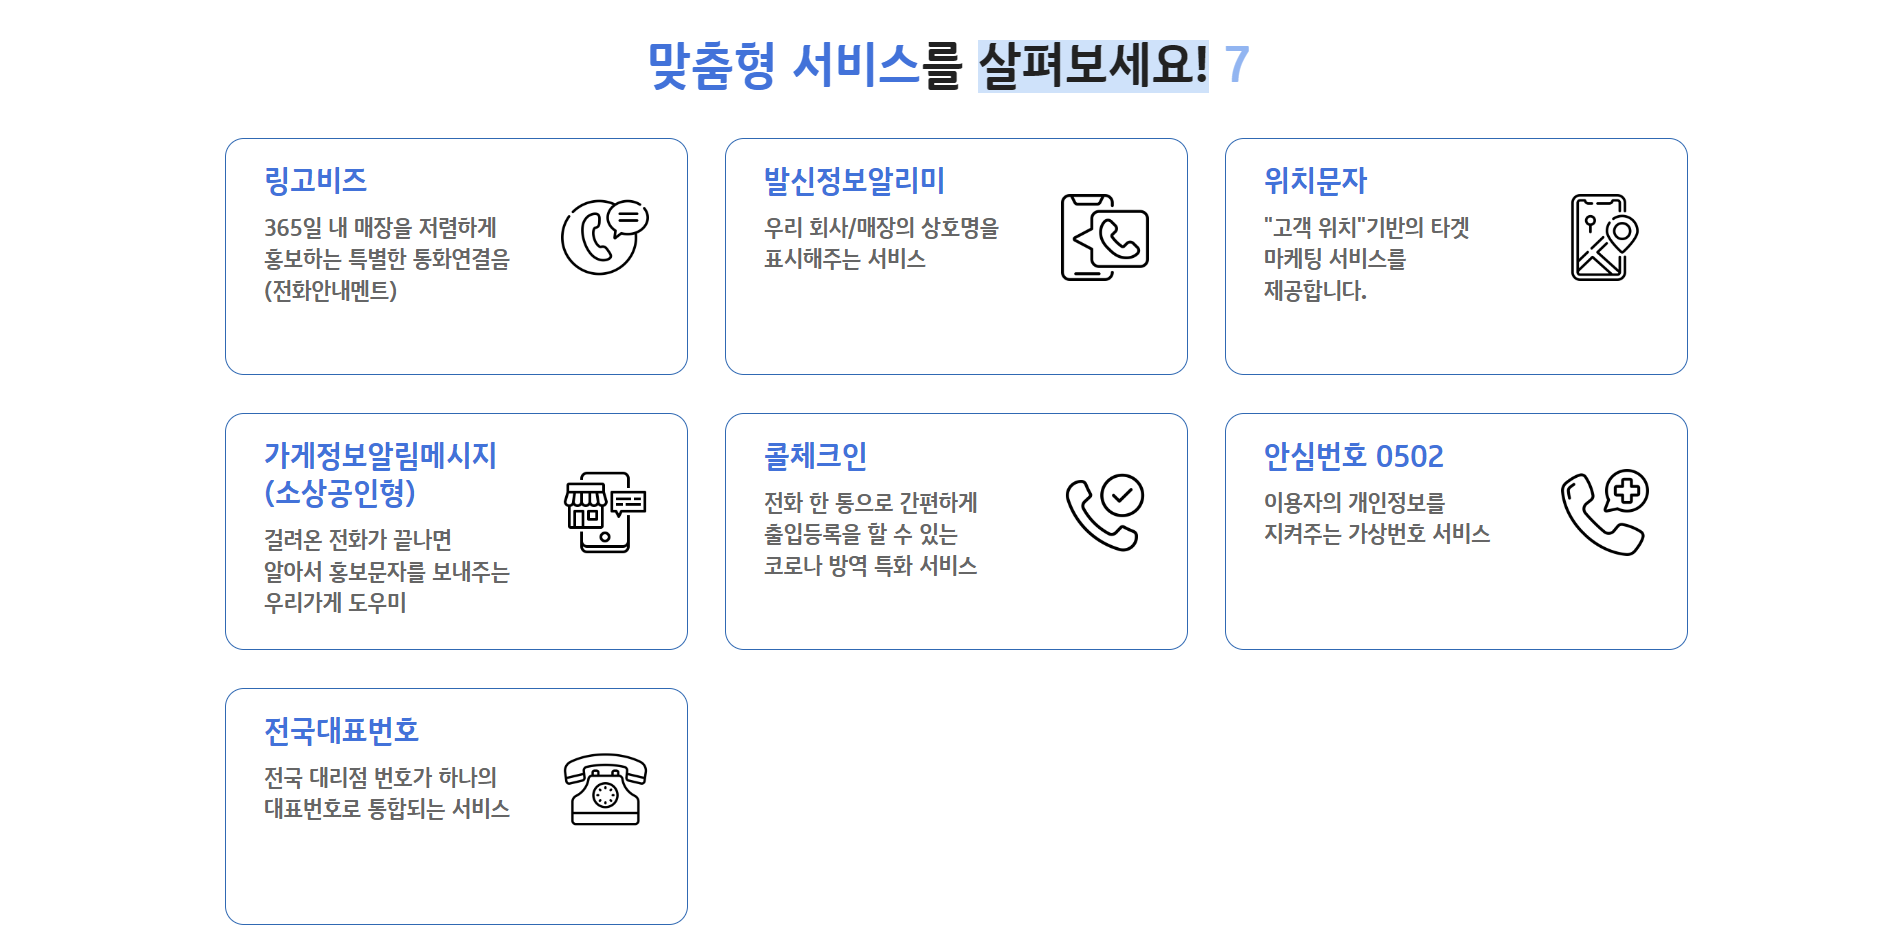 맞춤형 서비스를 살펴보세요! 7
링고비즈
365일 내 매장을 저렴하게
홍보하는 특별한 통화연결음
(전화안내멘트)
발신정보알리미
우리 회사/매장의 상호명을
표시해주는 서비스
위치문자
"고객 위치"기반의 타겟
마케팅 서비스를
제공합니다.
가게정보알림메시지
(소상공인형)
걸려온 전화가 끝나면
알아서 홍보문자를 보내주는
우리가게 도우미
콜체크인
전화 한 통으로 간편하게
출입등록을 할 수 있는
코로나 방역 특화 서비스
안심번호 0502
이용자의 개인정보를
지켜주는 가상번호 서비스
전국대표번호
전국 대리점 번호가 하나의
대표번호로 통합되는 서비스